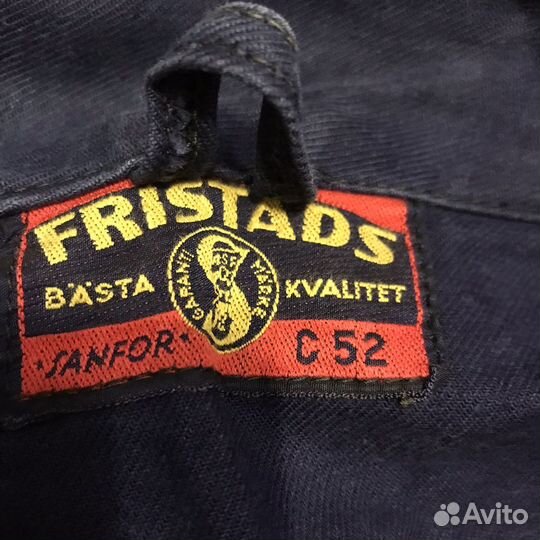 FRISTADS
BÄSTA
GARANTI
MÄRKE
KVALITET
*SANFOR*
C 52
Avito